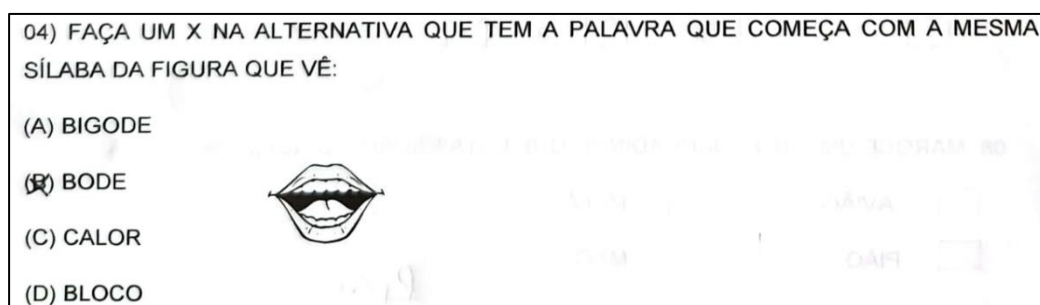 04) FAÇA UM X NA ALTERNATIVA QUE TEM A PALAVRA QUE COMEÇA COM A MESMA
SÍLABA DA FIGURA QUE VÊ:
(A) BIGODE
(B) BODE
(C) CALOR
(D) BLOCO